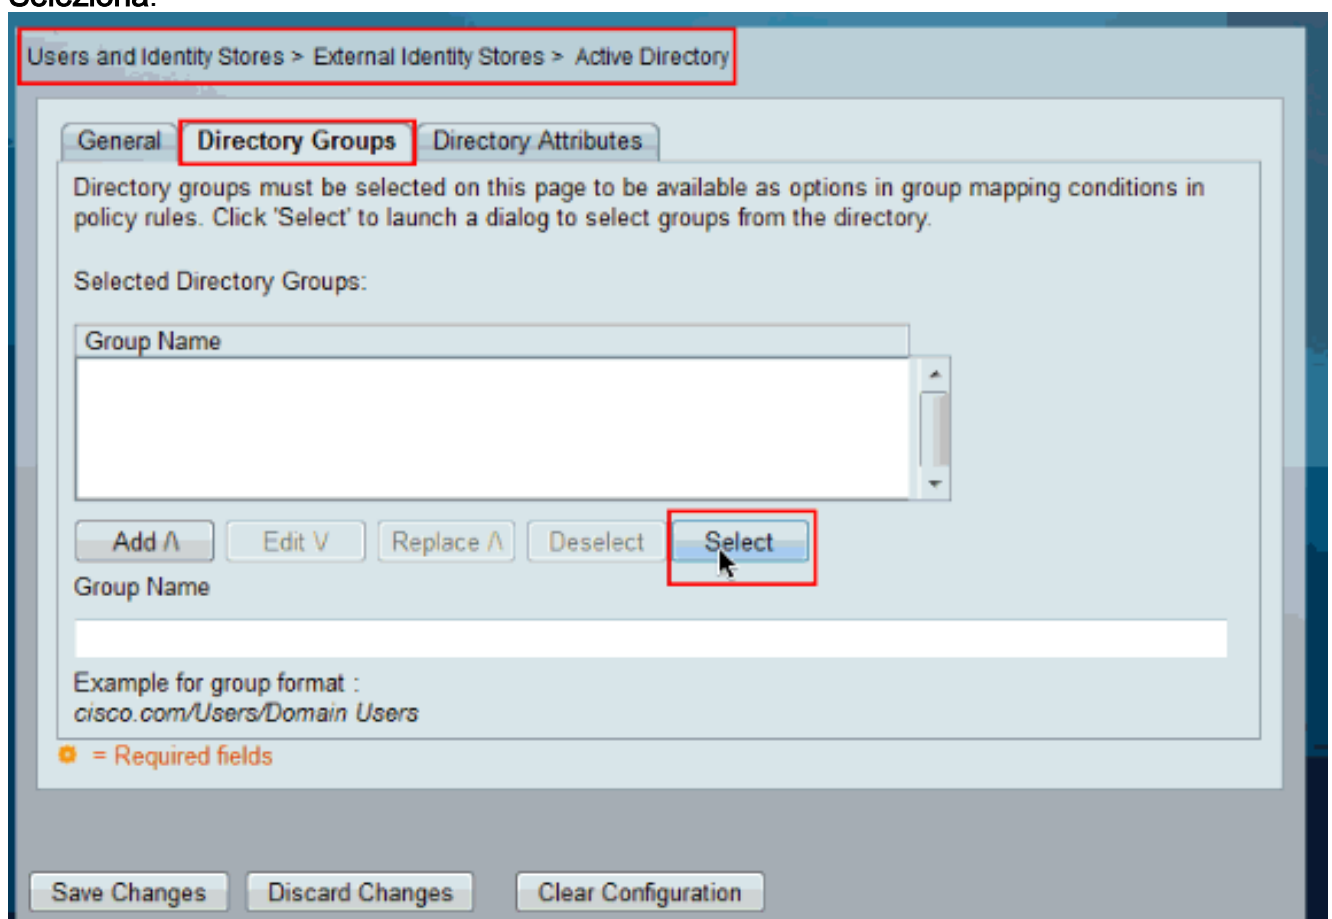 Seleziona.
Users and Identity Stores > External Identity Stores > Active Directory
General Directory Groups Directory Attributes
Directory groups must be selected on this page to be available as options in group mapping conditions in
policy rules. Click 'Select' to launch a dialog to select groups from the directory.
Selected Directory Groups:
Group Name
Add /\ Edit V Replace /\ Deselect Select
Group Name
Example for group format :
cisco.com/Users/Domain Users
= Required fields
Save Changes Discard Changes Clear Configuration